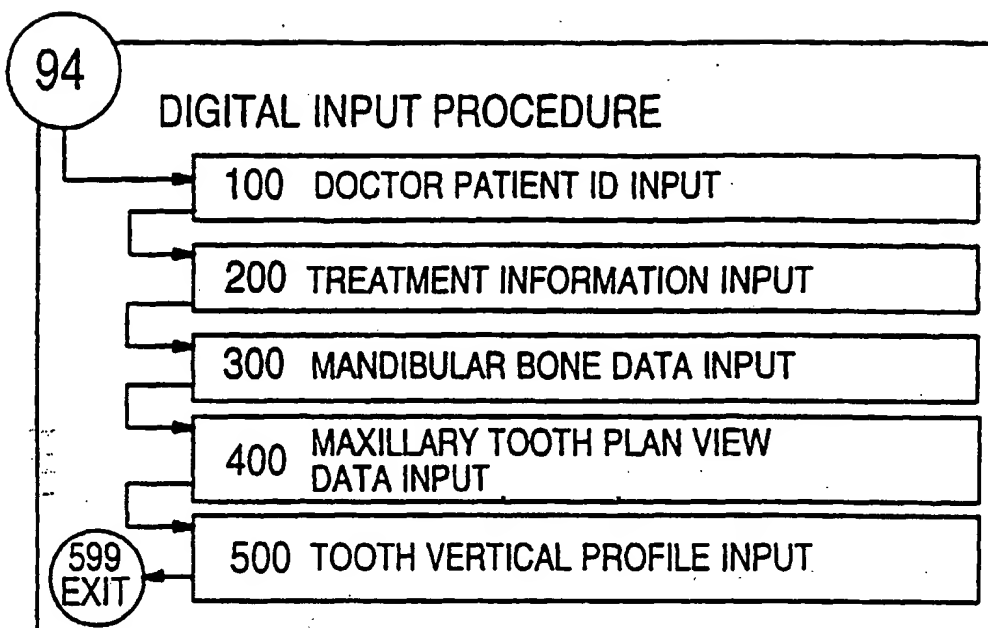 94
DIGITAL INPUT PROCEDURE
100 DOCTOR PATIENT ID INPUT
200 TREATMENT INFORMATION INPUT
300 MANDIBULAR BONE DATA INPUT
400 MAXILLARY TOOTH PLAN VIEW
DATA INPUT
500 TOOTH VERTICAL PROFILE INPUT
599
EXIT